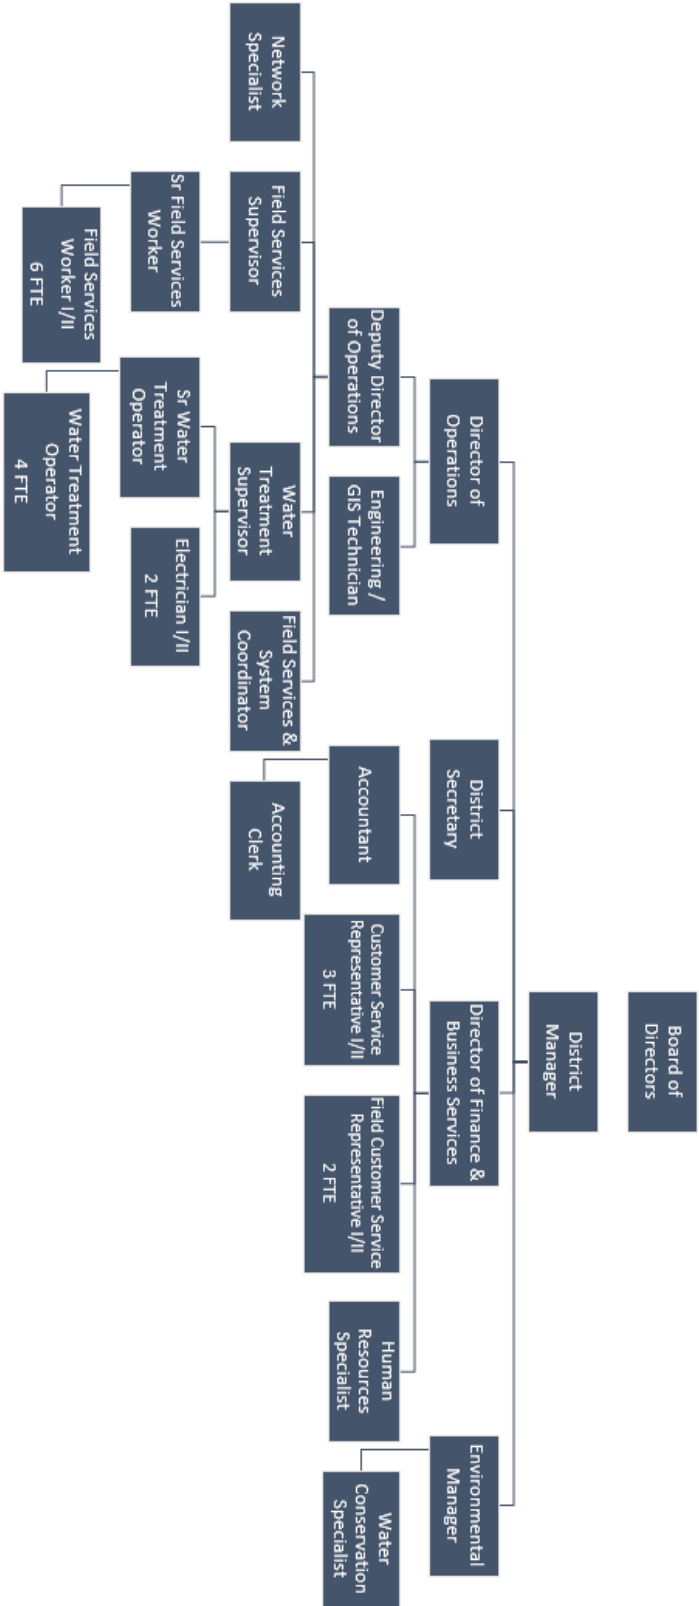 Board of
Directors
District
Manager
Director of
Operations
District
Secretary
Director of Finance &
Business Services
Environmental
Manager
Deputy Director
of Operations
Engineering /
GIS Technician
Accountant
Customer Service
Representative I/II
3 FTE
Field Customer Service
Representative I/II
2 FTE
Human
Resources
Specialist
Water
Conservation
Specialist
Network
Specialist
Field Services
Supervisor
Water
Treatment
Supervisor
Field Services &
System
Coordinator
Accounting
Clerk
Sr Field Services
Worker
Sr Water
Treatment
Operator
Electrician I/II
2 FTE
Field Services
Worker I/II
6 FTE
Water Treatment
Operator
4 FTE